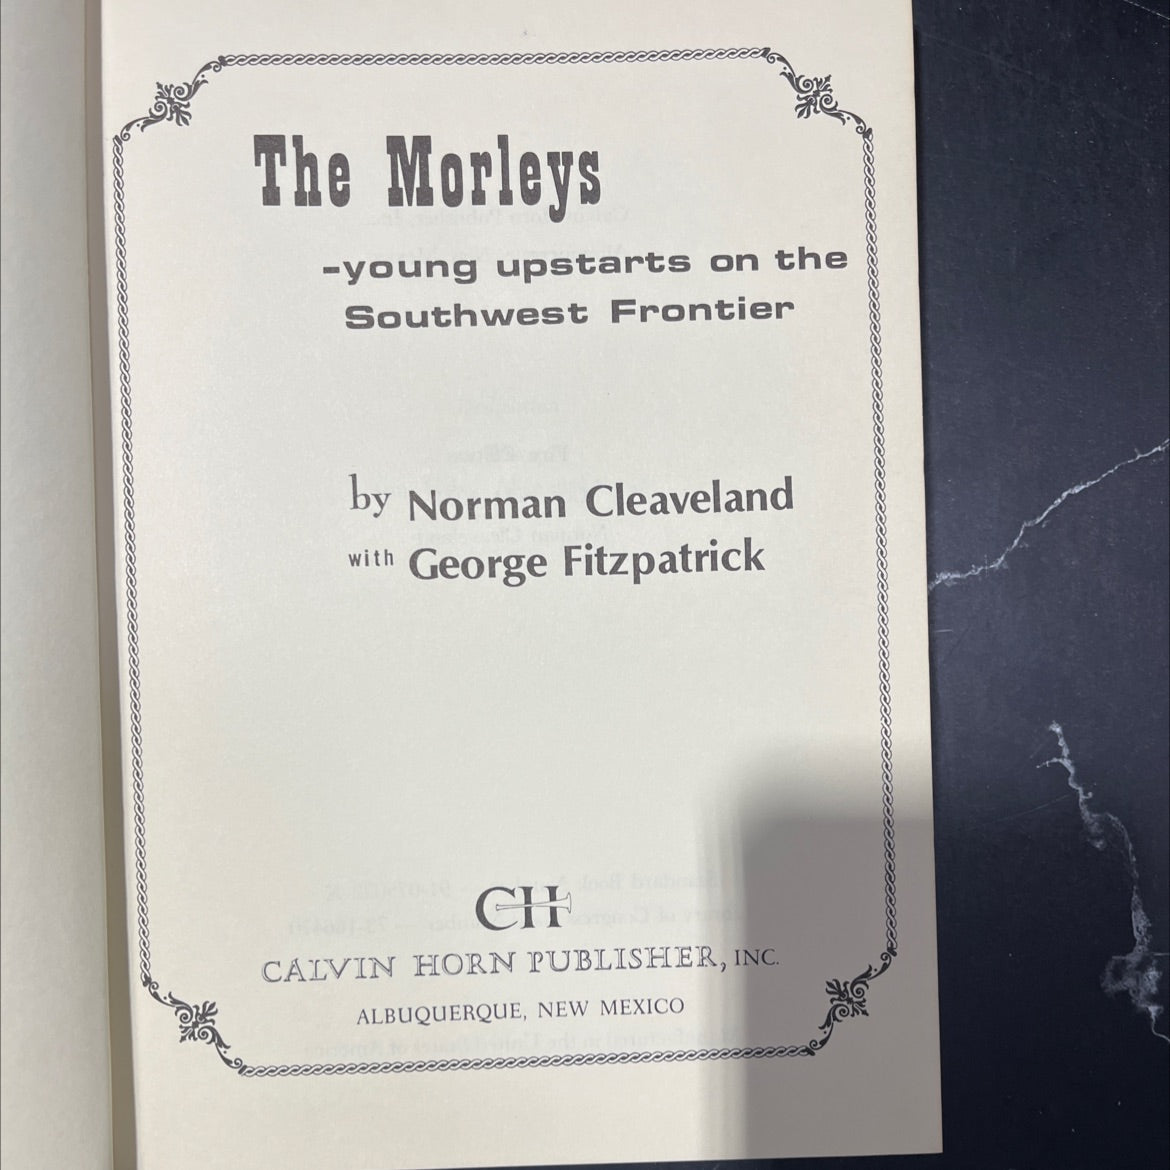 The Morleys
-young upstarts on the
Southwest Frontier
by Norman Cleaveland
with George Fitzpatrick
CH
CALVIN HORN PUBLISHER, INC.
ALBUQUERQUE, NEW MEXICO